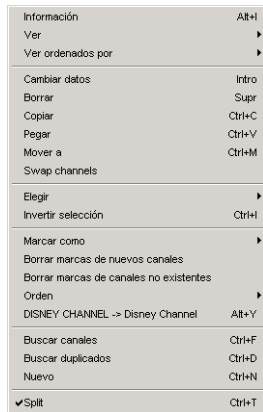 Información Alt+I
Ver
Ver ordenados por
Cambiar datos Intro
Borrar Supr
Copiar Ctrl+C
Pegar Ctrl+V
Mover a Ctrl+M
Swap channels
Elegir
Invertir selección Ctrl+I
Marcar como
Borrar marcas de nuevos canales
Borrar marcas de canales no existentes
Orden
DISNEY CHANNEL -> Disney Channel Alt+Y
Buscar canales Ctrl+F
Buscar duplicados Ctrl+D
Nuevo Ctrl+N
Split Ctrl+T